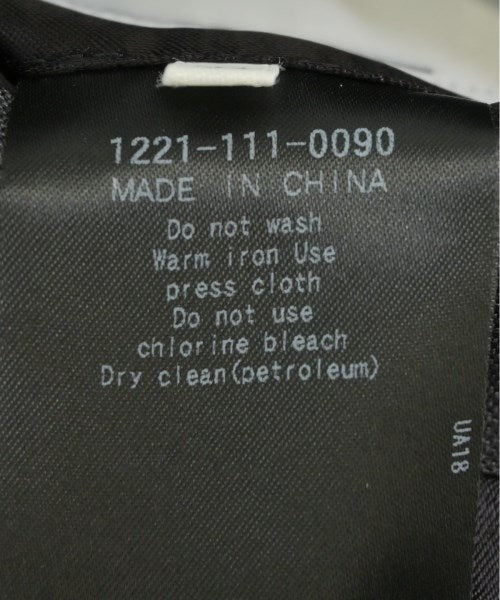 1221-111-0090
MADE IN CHINA
Do not wash
Warm iron Use
press cloth
Do not use
chlorine bleach
Dry clean(petroleum)
UA18